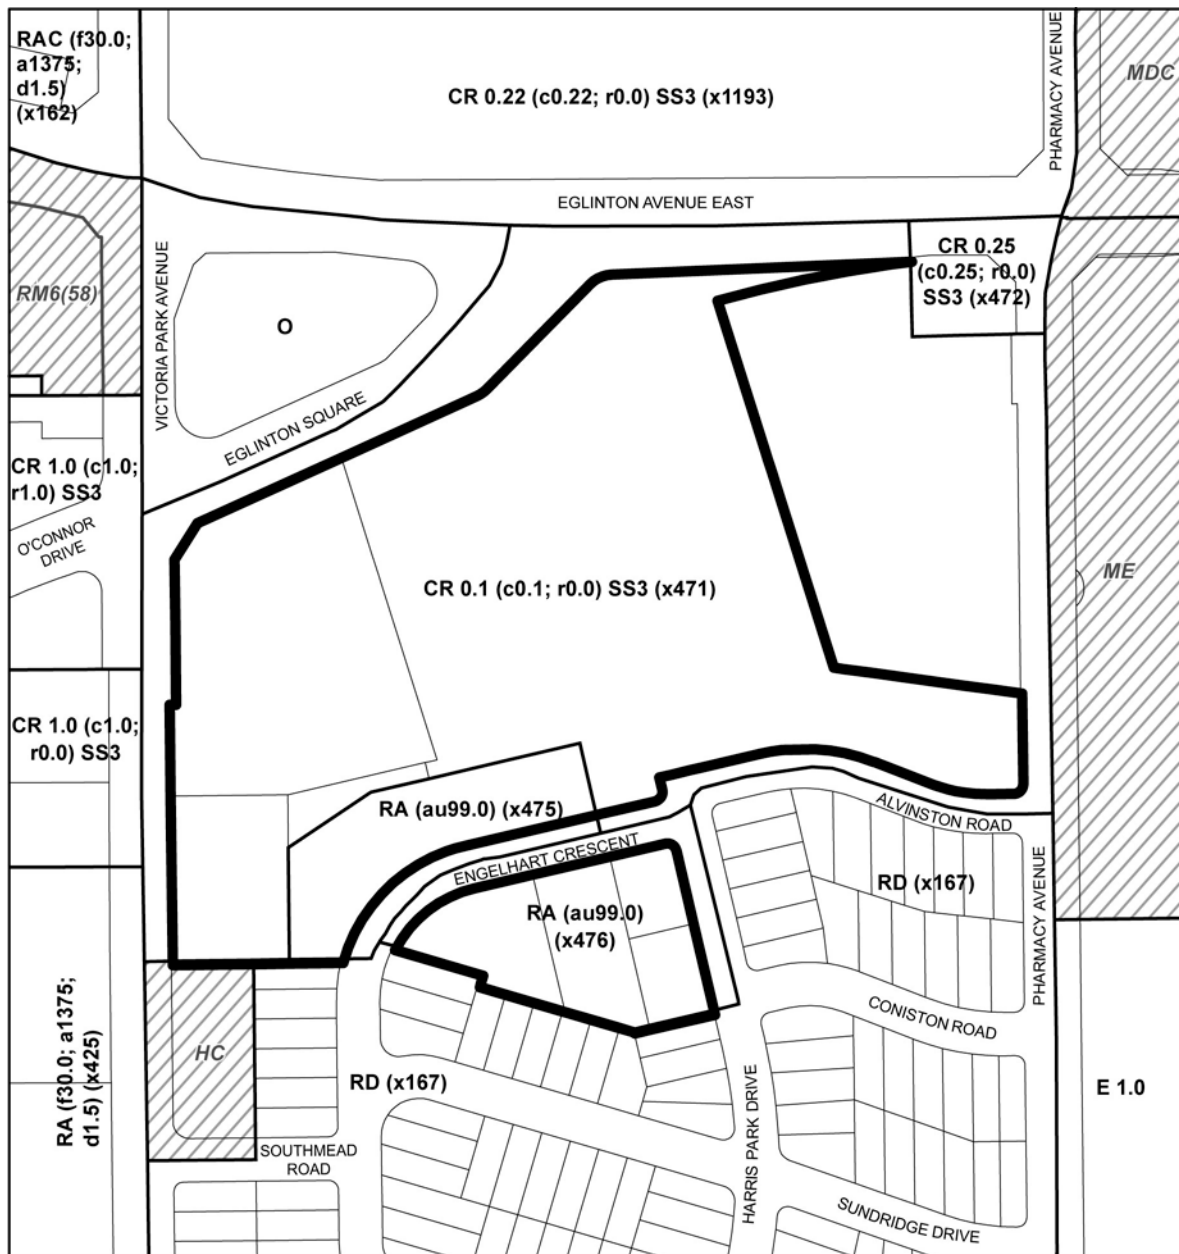 RAC (f30.0;
a1375;
d1.5)
(x162)
CR 0.22 (c0.22; r0.0) SS3 (x1193)
PHARMACY AVENUE
MDC
EGLINTON AVENUE EAST
RM6(58)
VICTORIA PARK AVENUE
O
CR 0.25
(c0.25; r0.0)
SS3 (x472)
EGLINTON SQUARE
CR 1.0 (c1.0;
r1.0) SS3
O'CONNOR
DRIVE
CR 0.1 (c0.1; r0.0) SS3 (x471)
ME
CR 1.0 (c1.0;
r0.0) SS3
RA (au99.0) (x475)
ALVINSTON ROAD
ENGELHART CRESCENT
RD (x167)
RA (au99.0)
(x476)
PHARMACY AVENUE
CONISTON ROAD
RA (f30.0; a1375;
d1.5) (x425)
HC
RD (x167)
E 1.0
SOUTHMEAD
ROAD
HARRIS PARK DRIVE
SUNDRIDGE DRIVE